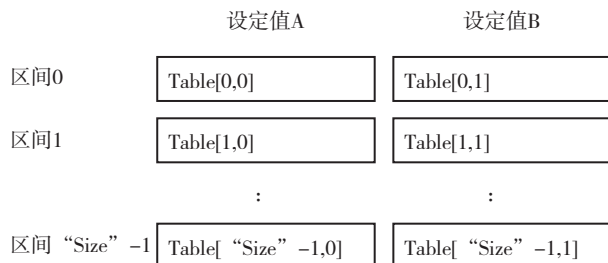 设定值A 设定值B
区间0 Table[0,0] Table[0,1]
区间1 Table[1,0] Table[1,1]
: :
区间“Size”-1 Table[“Size”-1,0] Table[“Size”-1,1]